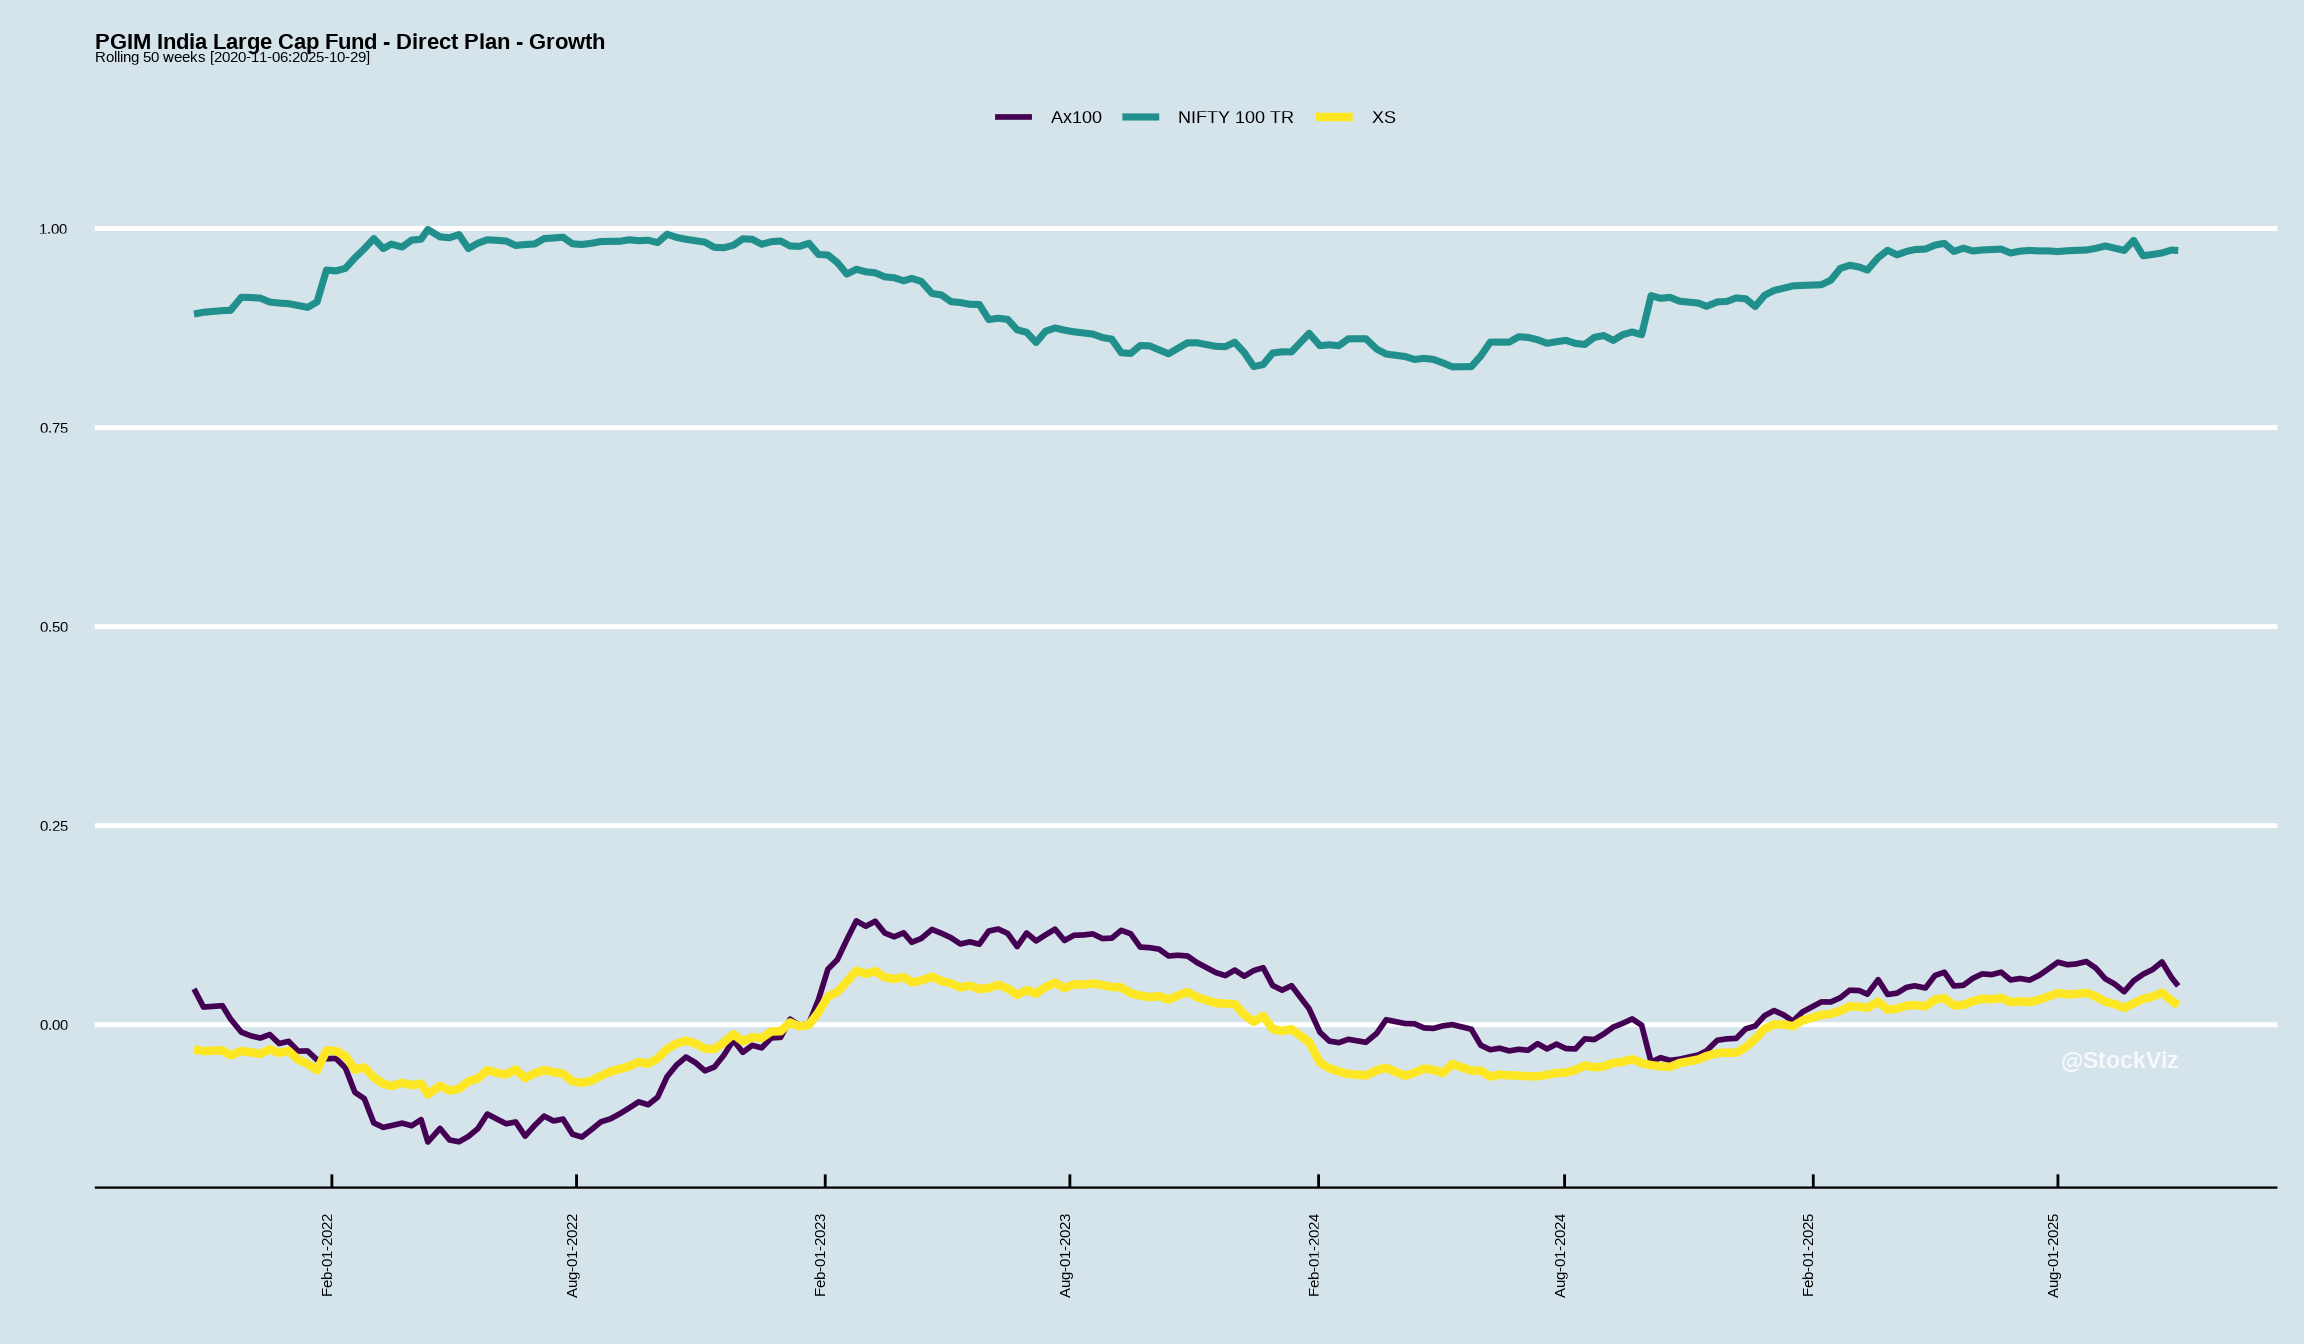 PGIM India Large Cap Fund - Direct Plan - Growth
Rolling 50 weeks [2020-11-06:2025-10-29]
Ax100 NIFTY 100 TR XS
1.00
0.75
0.50
0.25
0.00
@StockViz
Feb-01-2022 Aug-01-2022 Feb-01-2023 Aug-01-2023 Feb-01-2024 Aug-01-2024 Feb-01-2025 Aug-01-2025